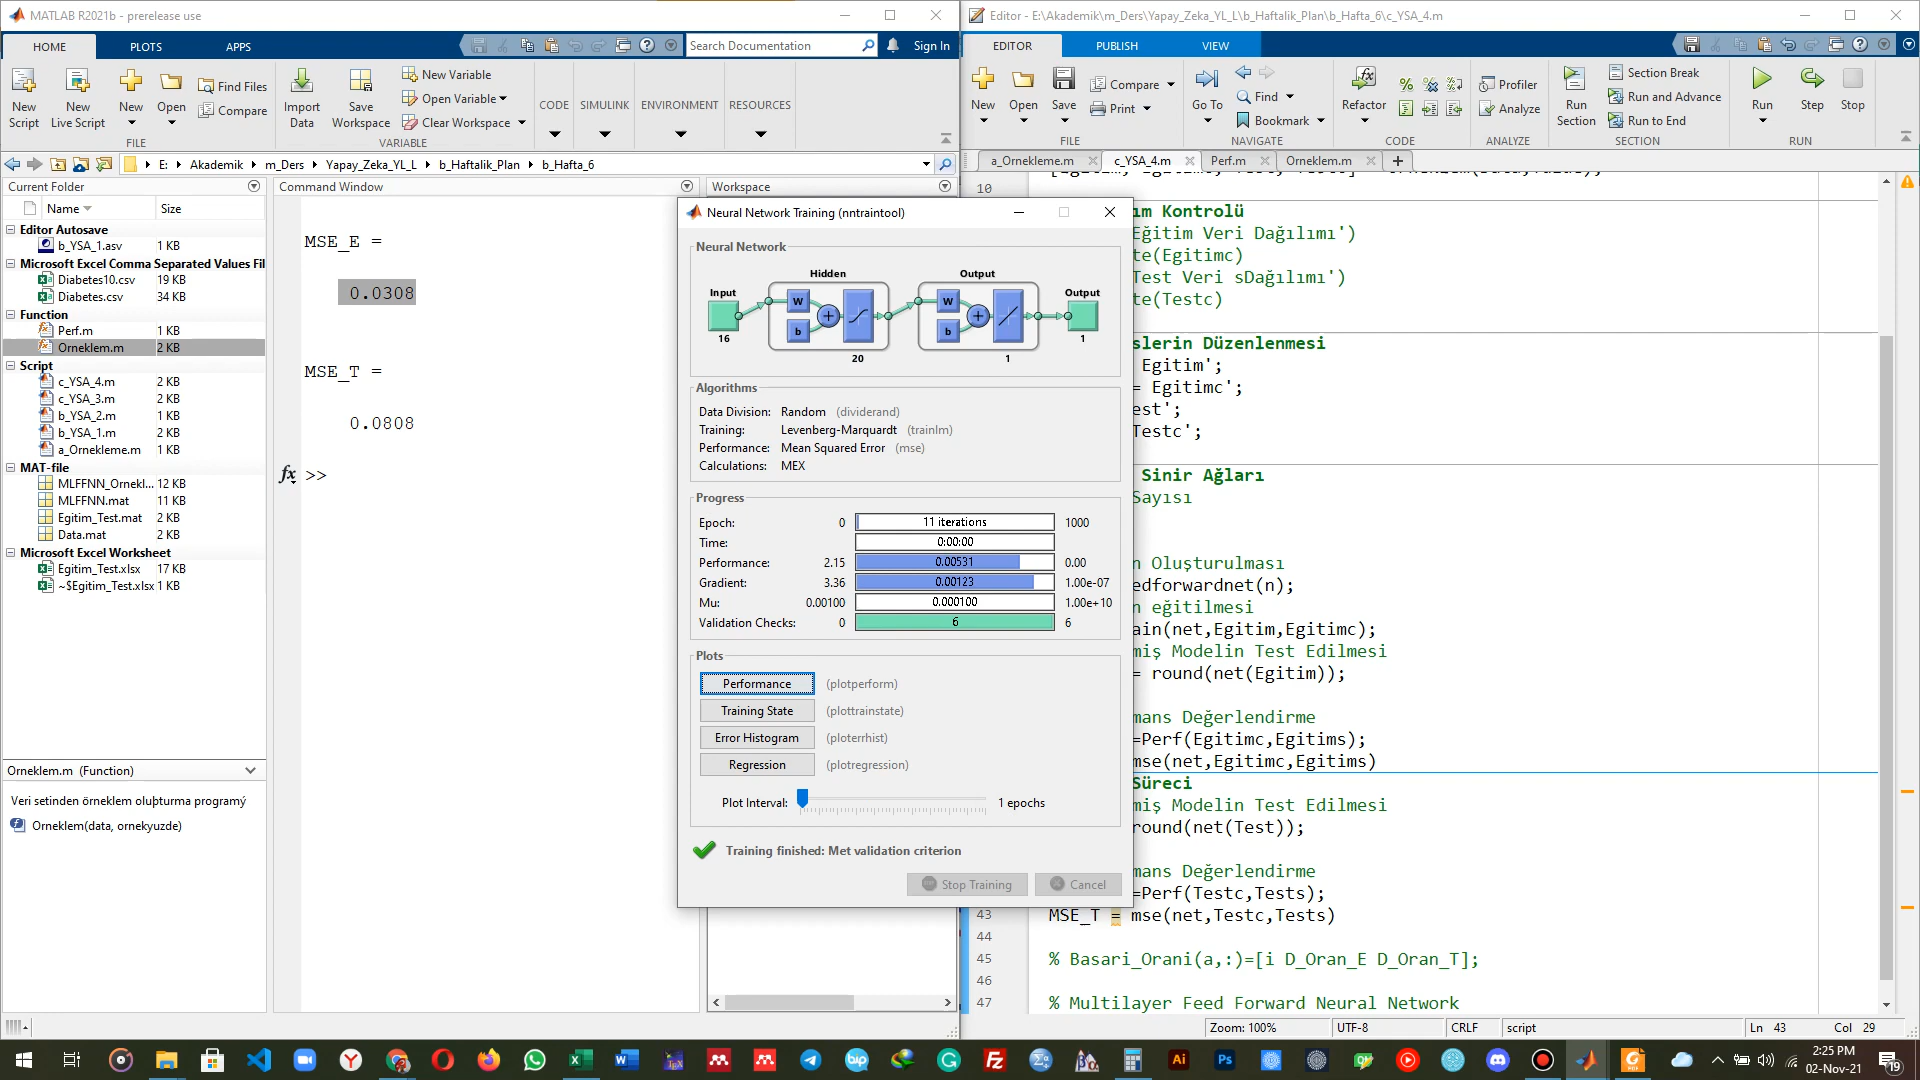 MATLAB R2021b - prerelease use
HOME
PLOTS
APPS
Search Documentation
Sign In
New Script
New Live Script
New
Open
Find Files
Compare
Import Data
Save Workspace
New Variable
Open Variable
Clear Workspace
CODE
SIMULINK
ENVIRONMENT
RESOURCES
FILE
VARIABLE
E: Akademik m_Ders Yapay_Zeka_YL_L b_Haftalik_Plan b_Hafta_6
Current Folder
Name Size
Editor Autosave
b_YSA_1.asv 1 KB
Microsoft Excel Comma Separated Values Fil
Diabetes10.csv 19 KB
Diabetes.csv 34 KB
Function
Perf.m 1 KB
Orneklem.m 2 KB
Script
c_YSA_4.m 2 KB
c_YSA_3.m 2 KB
b_YSA_2.m 1 KB
b_YSA_1.m 2 KB
a_Ornekleme.m 1 KB
MAT-file
MLFFNN_Ornekl... 12 KB
MLFFNN.mat 11 KB
Egitim_Test.mat 2 KB
Data.mat 2 KB
Microsoft Excel Worksheet
Egitim_Test.xlsx 17 KB
~$Egitim_Test.xlsx 1 KB
Orneklem.m (Function)
Veri setinden örneklem oluþturma programý
Orneklem(data, ornekyuzde)
Command Window
MSE_E =
0.0308
MSE_T =
0.0808
fx >>
Workspace
Neural Network Training (nntraintool)
Neural Network
Hidden
Output
Input
W
b
W
b
Output
16
20
1
1
Algorithms
Data Division: Random (dividerand)
Training: Levenberg-Marquardt (trainlm)
Performance: Mean Squared Error (mse)
Calculations: MEX
Progress
Epoch: 0 11 iterations 1000
Time: 0:00:00
Performance: 2.15 0.00531 0.00
Gradient: 3.36 0.00123 1.00e-07
Mu: 0.00100 0.000100 1.00e+10
Validation Checks: 0 6 6
Plots
Performance (plotperform)
Training State (plottrainstate)
Error Histogram (ploterrhist)
Regression (plotregression)
Plot Interval: 1 epochs
Training finished: Met validation criterion
Stop Training
Cancel
Editor - E:\Akademik\m_Ders\Yapay_Zeka_YL_L\b_Haftalik_Plan\b_Hafta_6\c_YSA_4.m
EDITOR
PUBLISH
VIEW
New
Open
Save
Compare
Print
Go To
Find
Bookmark
Refactor
Profiler
Analyze
Run Section
Section Break
Run and Advance
Run to End
Run
Step
Stop
FILE
NAVIGATE
CODE
ANALYZE
SECTION
RUN
a_Ornekleme.m
c_YSA_4.m
Perf.m
Orneklem.m
10
ım Kontrolü
Eğitim Veri Dağılımı')
te(Egitimc)
Test Veri sDağılımı')
te(Testc)
slerin Düzenlenmesi
Egitim';
= Egitimc';
est';
Testc';
Sinir Ağları
Sayısı
n Oluşturulması
edforwardnet(n);
n eğitilmesi
ain(net,Egitim,Egitimc);
miş Modelin Test Edilmesi
= round(net(Egitim));
mans Değerlendirme
=Perf(Egitimc,Egitims);
mse(net,Egitimc,Egitims)
Süreci
miş Modelin Test Edilmesi
round(net(Test));
mans Değerlendirme
=Perf(Testc,Tests);
43 MSE_T = mse(net,Testc,Tests)
44
45 % Basari_Orani(a,:)=[i D_Oran_E D_Oran_T];
46
47 % Multilayer Feed Forward Neural Network
Zoom: 100%
UTF-8
CRLF
script
Ln 43
Col 29
2:25 PM
02-Nov-21
19